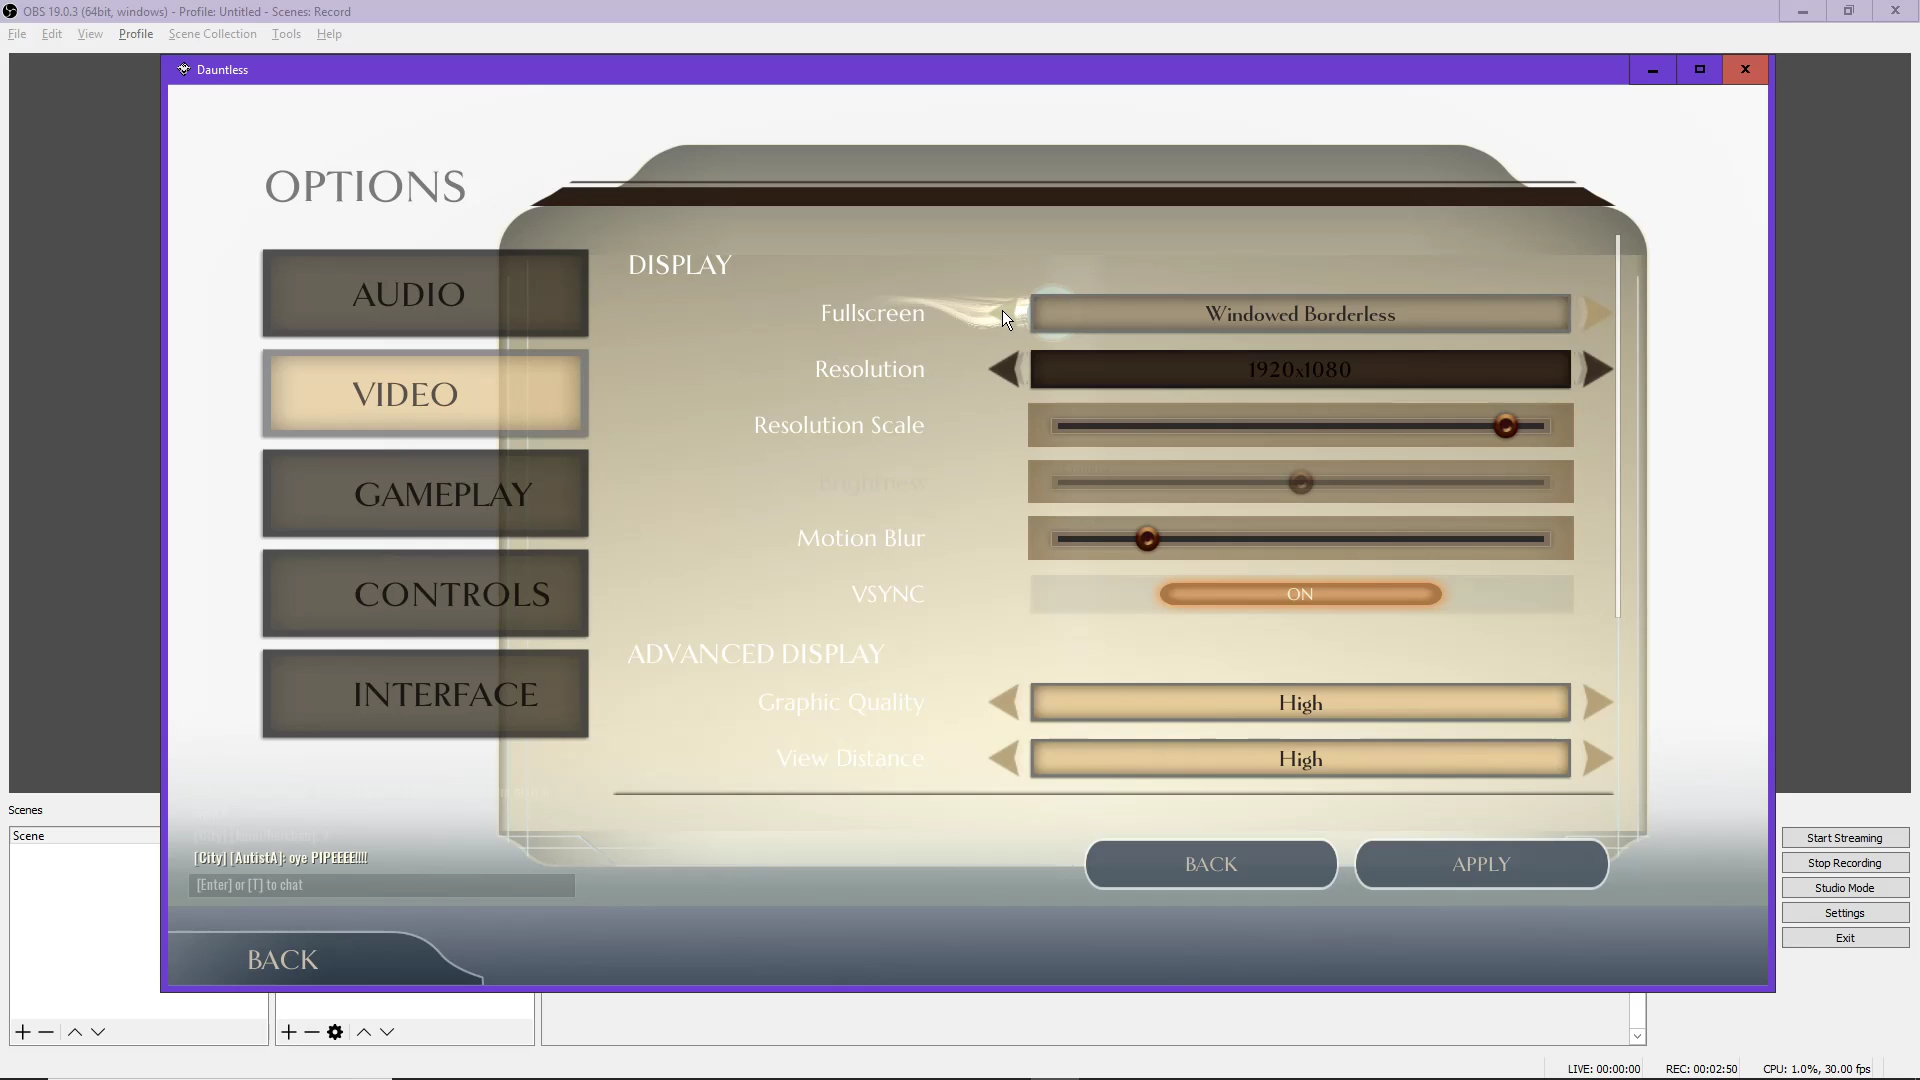 OBS 19.0.3 (64bit, windows) - Profile: Untitled - Scenes: Record
File Edit View Profile Scene Collection Tools Help
Dauntless
OPTIONS
AUDIO
VIDEO
GAMEPLAY
CONTROLS
INTERFACE
DISPLAY
Fullscreen
Windowed Borderless
Resolution
1920x1080
Resolution Scale
Brightness
Motion Blur
VSYNC
ON
ADVANCED DISPLAY
Graphic Quality
High
View Distance
High
[City] [AutistA]: oye PIPEEEE!!!!
[Enter] or [T] to chat
BACK
APPLY
BACK
Scenes
Scene
Start Streaming
Stop Recording
Studio Mode
Settings
Exit
LIVE: 00:00:00
REC: 00:02:50
CPU: 1.0%, 30.00 fps